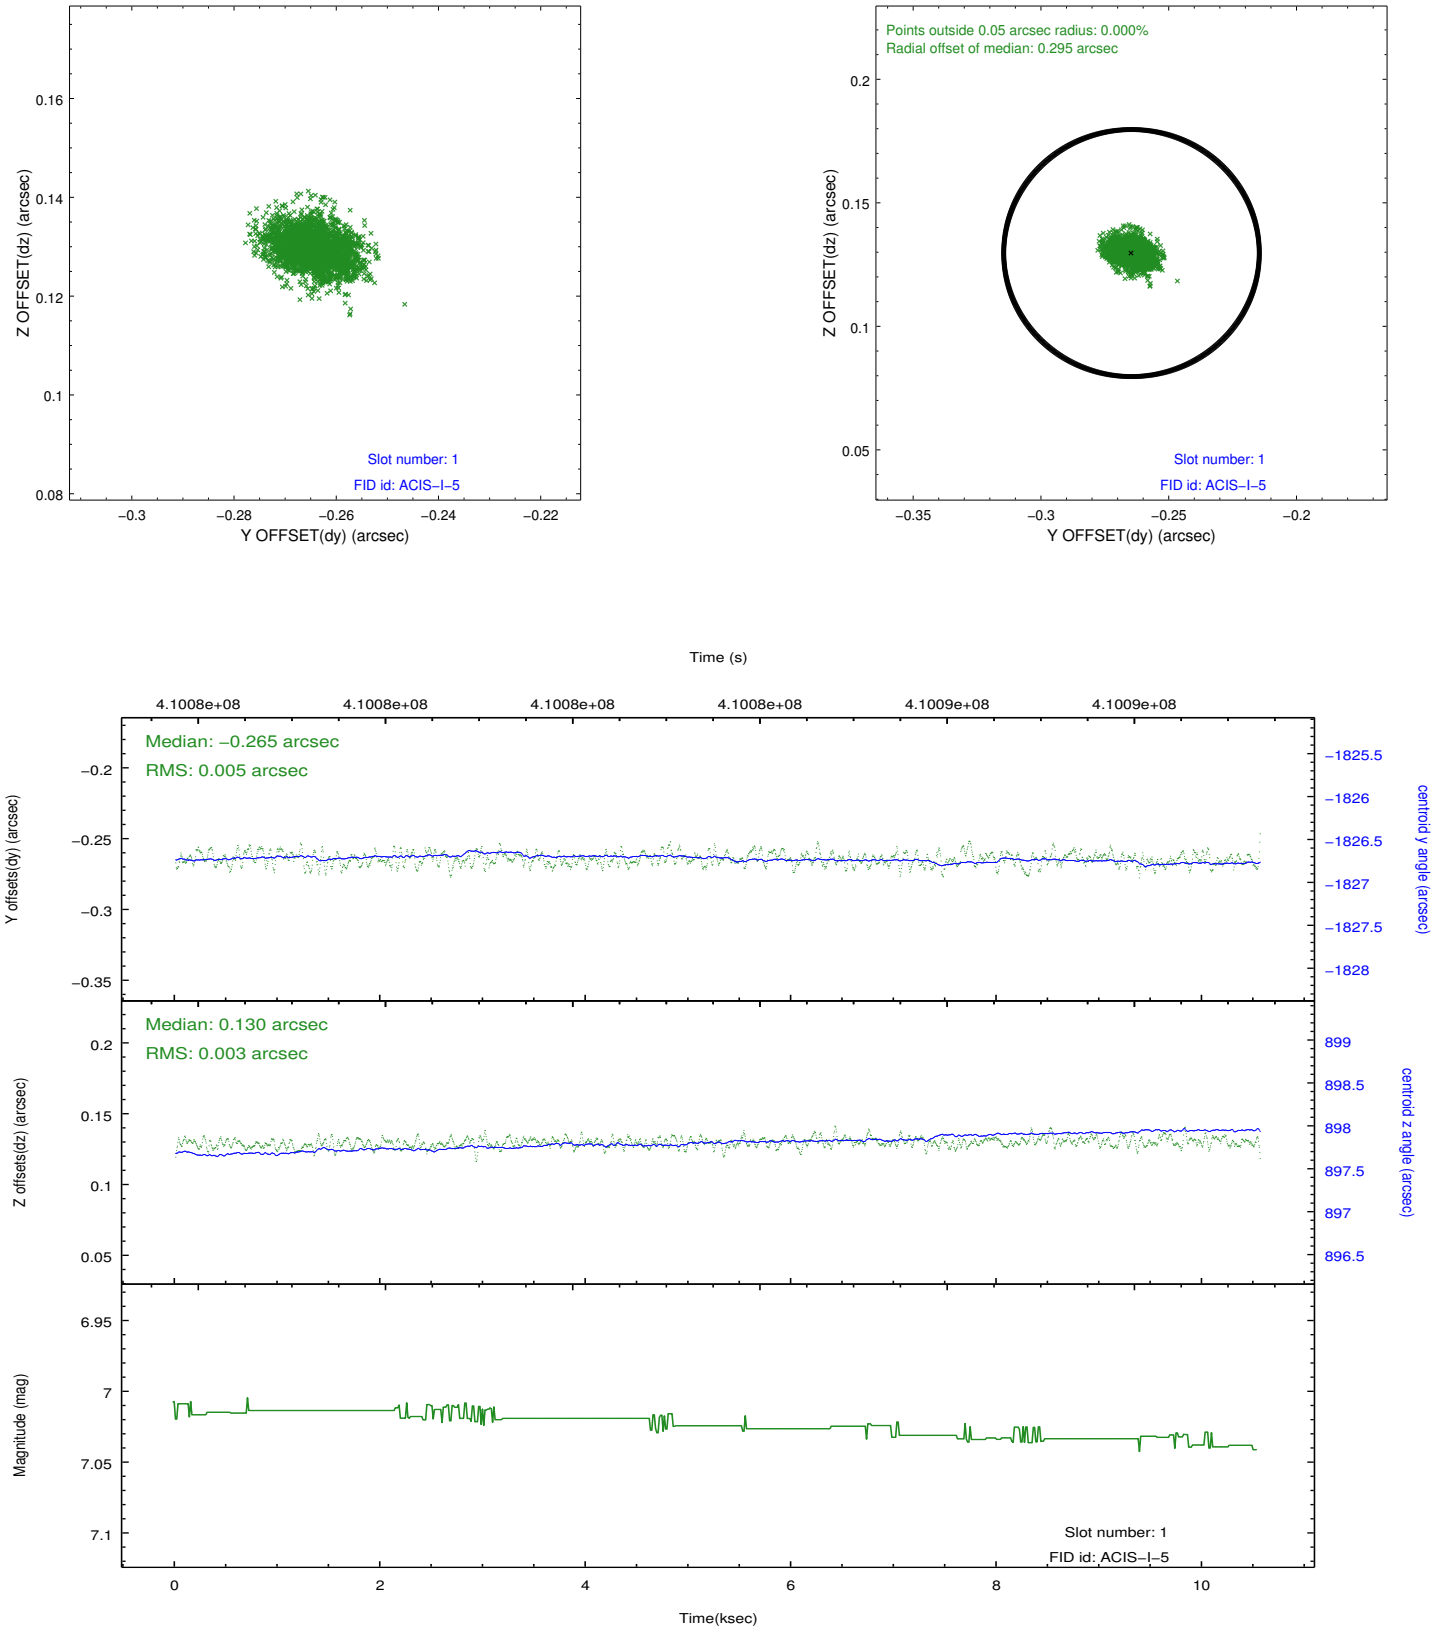 0.16
0.14
0.12
0.1
0.08
Z OFFSET(dz) (arcsec)
−0.3
−0.28
−0.26
−0.24
−0.22
Y OFFSET(dy) (arcsec)
Slot number: 1
FID id: ACIS−I−5
Points outside 0.05 arcsec radius: 0.000%
Radial offset of median: 0.295 arcsec
0.2
0.15
0.1
0.05
Z OFFSET(dz) (arcsec)
Slot number: 1
FID id: ACIS−I−5
−0.35
−0.3
−0.25
−0.2
Y OFFSET(dy) (arcsec)
Time (s)
4.1008e+08
4.1008e+08
4.1008e+08
4.1008e+08
4.1009e+08
4.1009e+08
Median: −0.265 arcsec
RMS: 0.005 arcsec
−0.2
−0.25
−0.3
−0.35
Y offsets(dy) (arcsec)
−1825.5
−1826
−1826.5
−1827
−1827.5
−1828
centroid y angle (arcsec)
Median: 0.130 arcsec
RMS: 0.003 arcsec
0.2
0.15
0.1
0.05
Z offsets(dz) (arcsec)
899
898.5
898
897.5
897
896.5
centroid z angle (arcsec)
6.95
7
7.05
7.1
Magnitude (mag)
Slot number: 1
FID id: ACIS−I−5
0
2
4
6
8
10
Time(ksec)